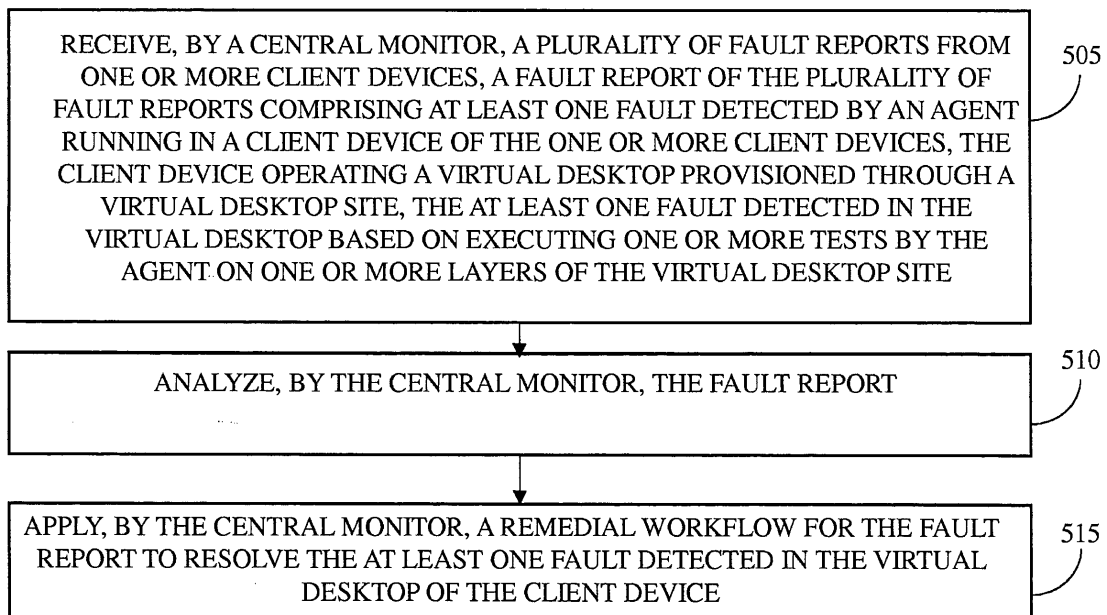 RECEIVE, BY A CENTRAL MONITOR, A PLURALITY OF FAULT REPORTS FROM
ONE OR MORE CLIENT DEVICES, A FAULT REPORT OF THE PLURALITY OF
FAULT REPORTS COMPRISING AT LEAST ONE FAULT DETECTED BY AN AGENT
RUNNING IN A CLIENT DEVICE OF THE ONE OR MORE CLIENT DEVICES, THE
CLIENT DEVICE OPERATING A VIRTUAL DESKTOP PROVISIONED THROUGH A
VIRTUAL DESKTOP SITE, THE AT LEAST ONE FAULT DETECTED IN THE
VIRTUAL DESKTOP BASED ON EXECUTING ONE OR MORE TESTS BY THE
AGENT ON ONE OR MORE LAYERS OF THE VIRTUAL DESKTOP SITE
505
ANALYZE, BY THE CENTRAL MONITOR, THE FAULT REPORT
510
APPLY, BY THE CENTRAL MONITOR, A REMEDIAL WORKFLOW FOR THE FAULT
REPORT TO RESOLVE THE AT LEAST ONE FAULT DETECTED IN THE VIRTUAL
DESKTOP OF THE CLIENT DEVICE
515